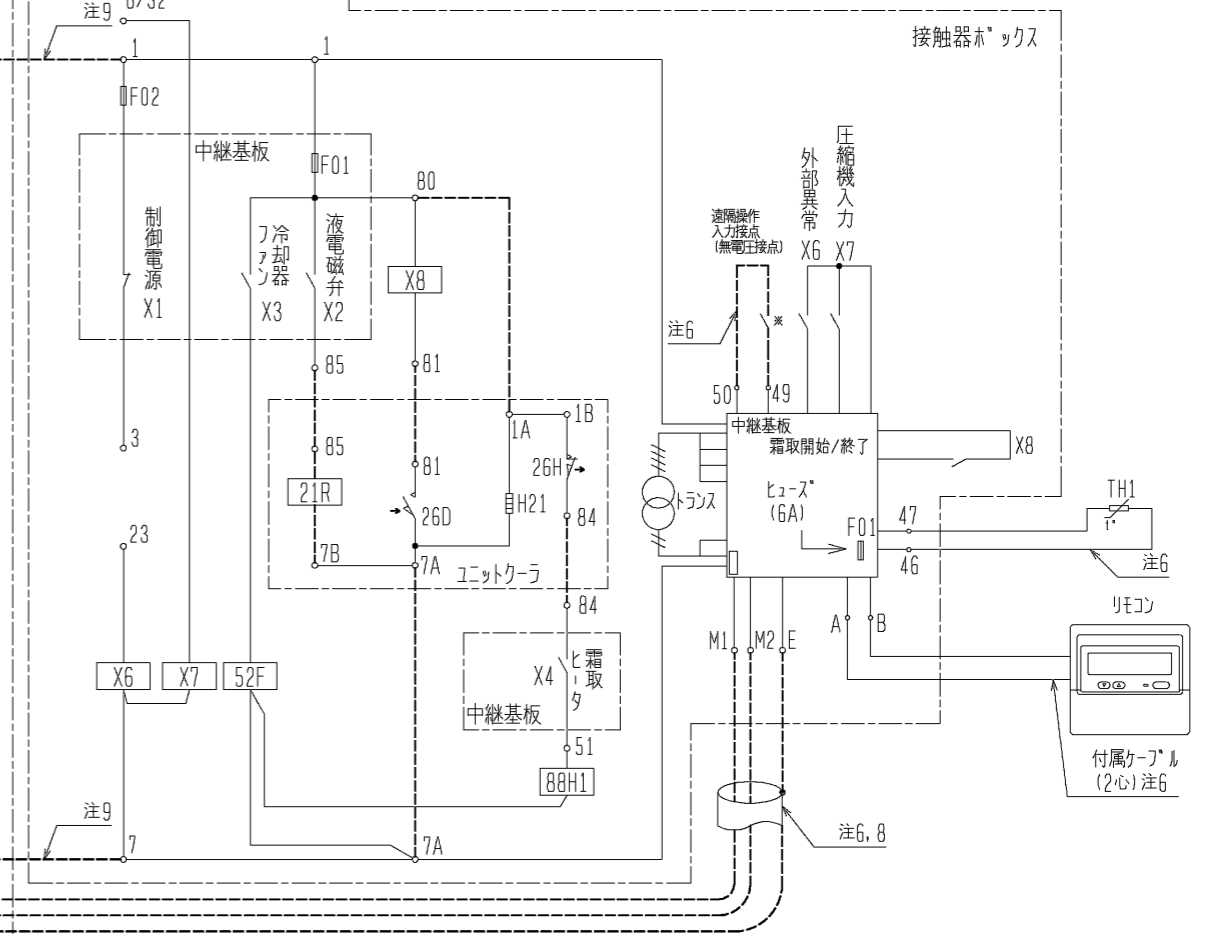 注9
6/52
1
1
接触器ボックス
F02
中継基板
F01
80
制御電源
X1
冷却器
ファン
X3
液電磁弁
X2
X8
遠隔操作
入力接点
(無電圧接点)
外部異常
X6
圧縮機入力
X7
注6
※
85
81
50
49
3
1A
1B
中継基板
霜取開始/終了
X8
85
81
26H
21R
26D
H21
84
トランス
ヒューズ
(6A)
F01
47
TH1
t°
23
7B
7A
ユニットクーラ
46
注6
84
リモコン
M1
M2
E
A
B
X6
X7
52F
X4
霜取
ヒータ
中継基板
51
付属ケーブル
(2心)注6
88H1
注9
7
7A
注6,8